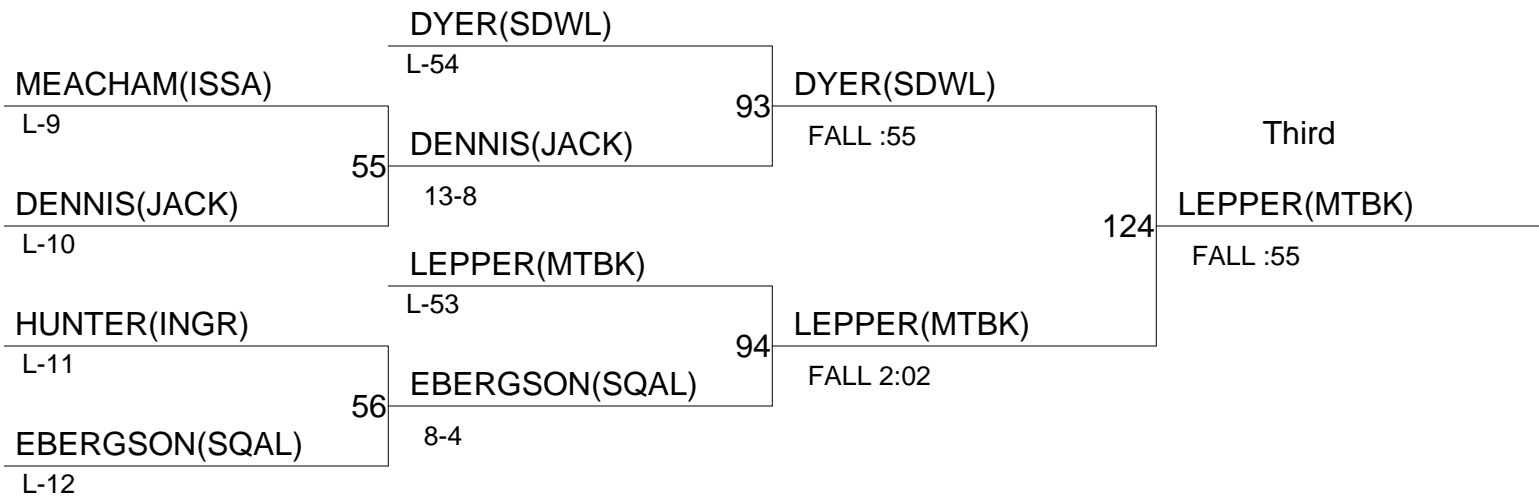 DYER(SDWL)
L-54
MEACHAM(ISSA)
L-9
93
DYER(SDWL)
FALL :55
Third
55
DENNIS(JACK)
13-8
DENNIS(JACK)
L-10
124
LEPPER(MTBK)
FALL :55
LEPPER(MTBK)
L-53
HUNTER(INGR)
L-11
94
LEPPER(MTBK)
FALL 2:02
56
EBERGSON(SQAL)
8-4
EBERGSON(SQAL)
L-12